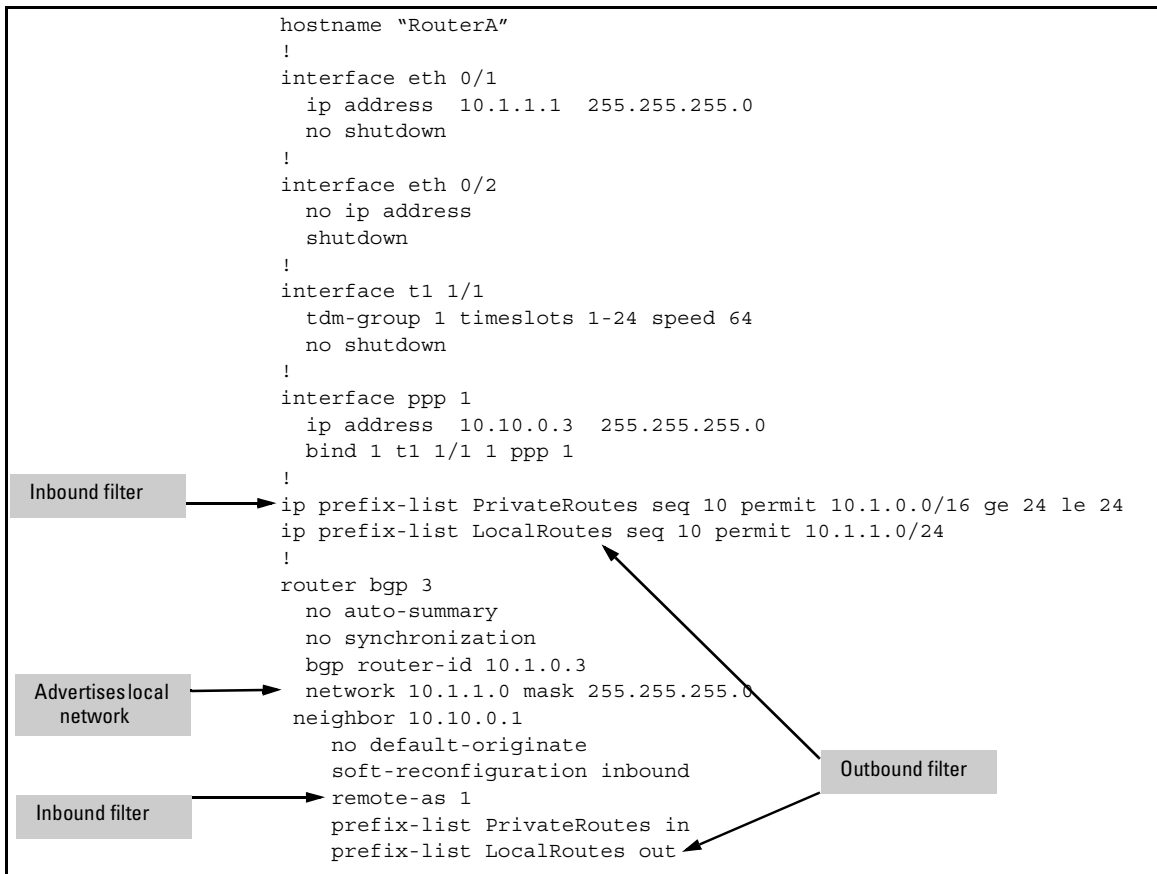 hostname “RouterA”
!
interface eth 0/1
ip address 10.1.1.1 255.255.255.0
no shutdown
!
interface eth 0/2
no ip address
shutdown
!
interface t1 1/1
tdm-group 1 timeslots 1-24 speed 64
no shutdown
!
interface ppp 1
ip address 10.10.0.3 255.255.255.0
bind 1 t1 1/1 1 ppp 1
!
Inbound filter
ip prefix-list PrivateRoutes seq 10 permit 10.1.0.0/16 ge 24 le 24
ip prefix-list LocalRoutes seq 10 permit 10.1.1.0/24
!
router bgp 3
no auto-summary
no synchronization
bgp router-id 10.1.0.3
Advertises local
network
network 10.1.1.0 mask 255.255.255.0
neighbor 10.10.0.1
no default-originate
soft-reconfiguration inbound
Outbound filter
Inbound filter
remote-as 1
prefix-list PrivateRoutes in
prefix-list LocalRoutes out